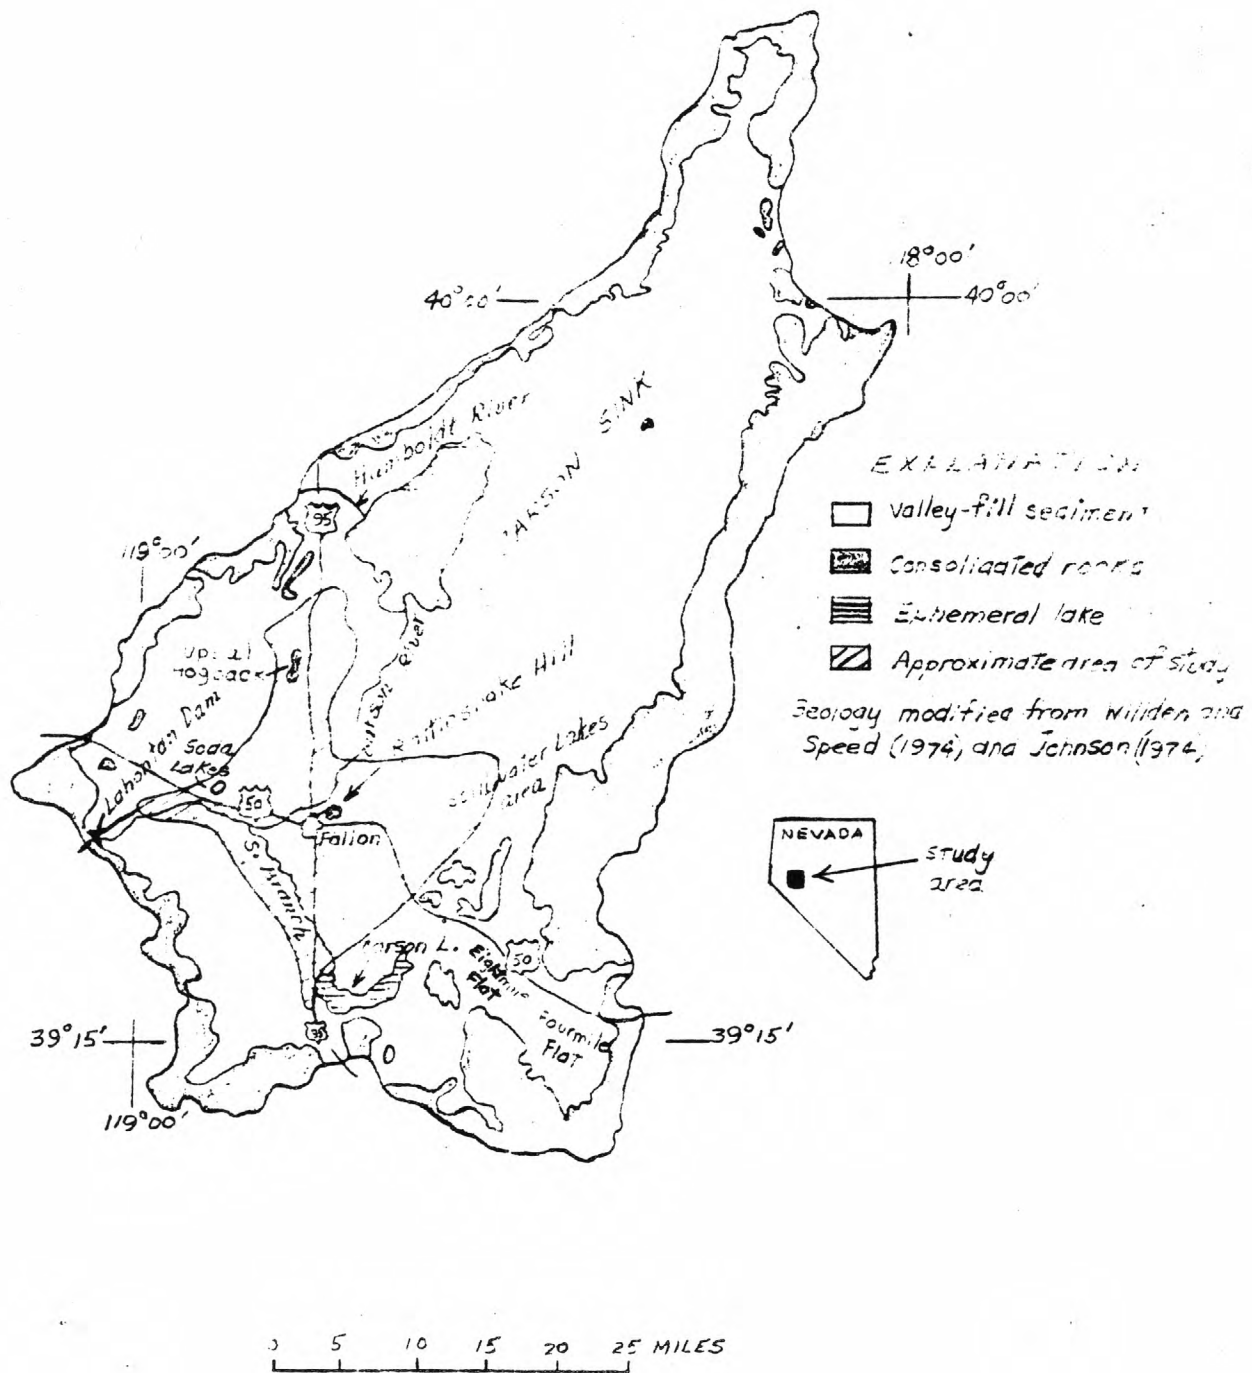 18°00'
40°00'
40°00'
Humboldt River
SINK
95
119°00'
EXPLANATION
Valley-fill sediment
Consolidated rocks
Ephemeral lake
Approximate area of study
Geology modified from Willden and
Speed (1974) and Johnson (1974)
River
Rattlesnake Hill
Hogback
Lahontan Dam
Soda
Lakes
50
Stillwater Lakes
area
Fallon
S. Branch
NEVADA
study
area
Carson L.
Eightmile
Flat
50
Fourmile
Flat
39°15'
95
39°15'
119°00'
0 5 10 15 20 25 MILES